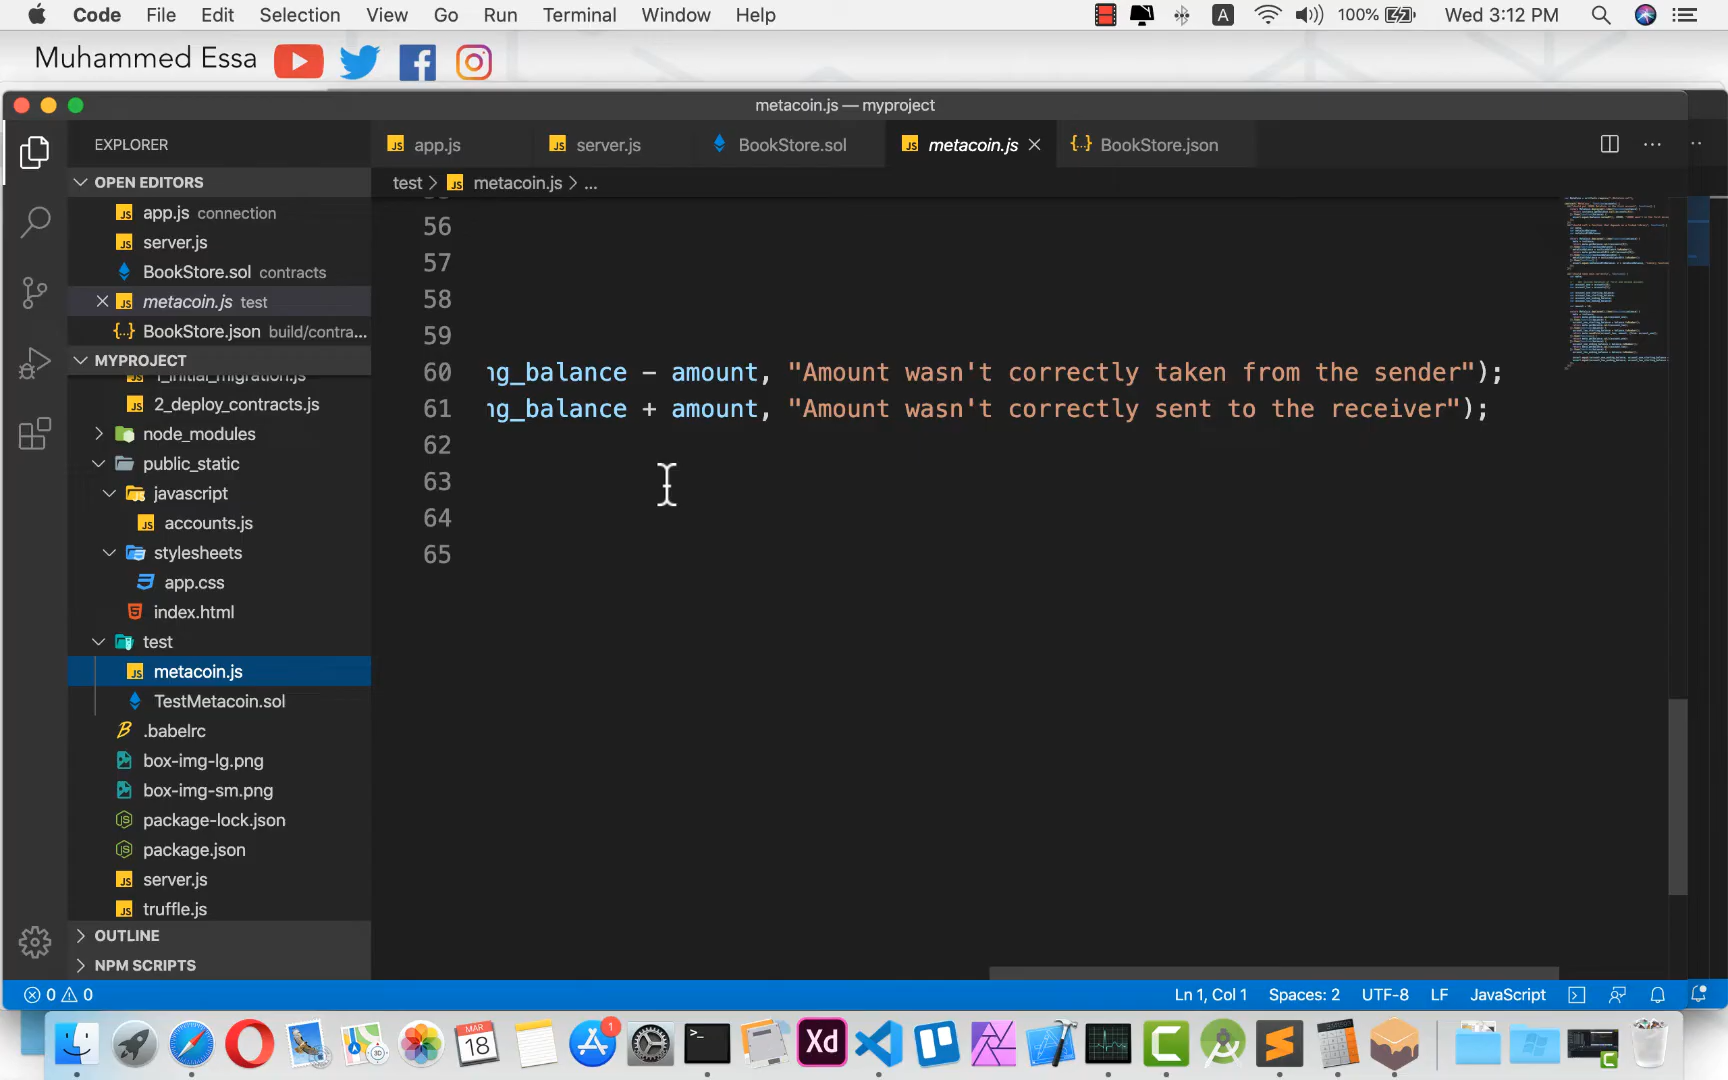 Code File Edit Selection View Go Run Terminal Window Help A 100% Wed 3:12 PM
Muhammed Essa
metacoin.js — myproject
EXPLORER
app.js server.js BookStore.sol metacoin.js BookStore.json
OPEN EDITORS
test > metacoin.js > ...
app.js connection
server.js
BookStore.sol contracts
metacoin.js test
BookStore.json build/contra...
MYPROJECT
1_initial_migration.js
2_deploy_contracts.js
node_modules
public_static
javascript
accounts.js
stylesheets
app.css
index.html
test
metacoin.js
TestMetacoin.sol
.babelrc
box-img-lg.png
box-img-sm.png
package-lock.json
package.json
server.js
truffle.js
OUTLINE
NPM SCRIPTS
56
57
58
59
60 ng_balance - amount, "Amount wasn't correctly taken from the sender");
61 ng_balance + amount, "Amount wasn't correctly sent to the receiver");
62
63
64
65
0 0 Ln 1, Col 1 Spaces: 2 UTF-8 LF JavaScript
MAR
18
1
3D
Xd